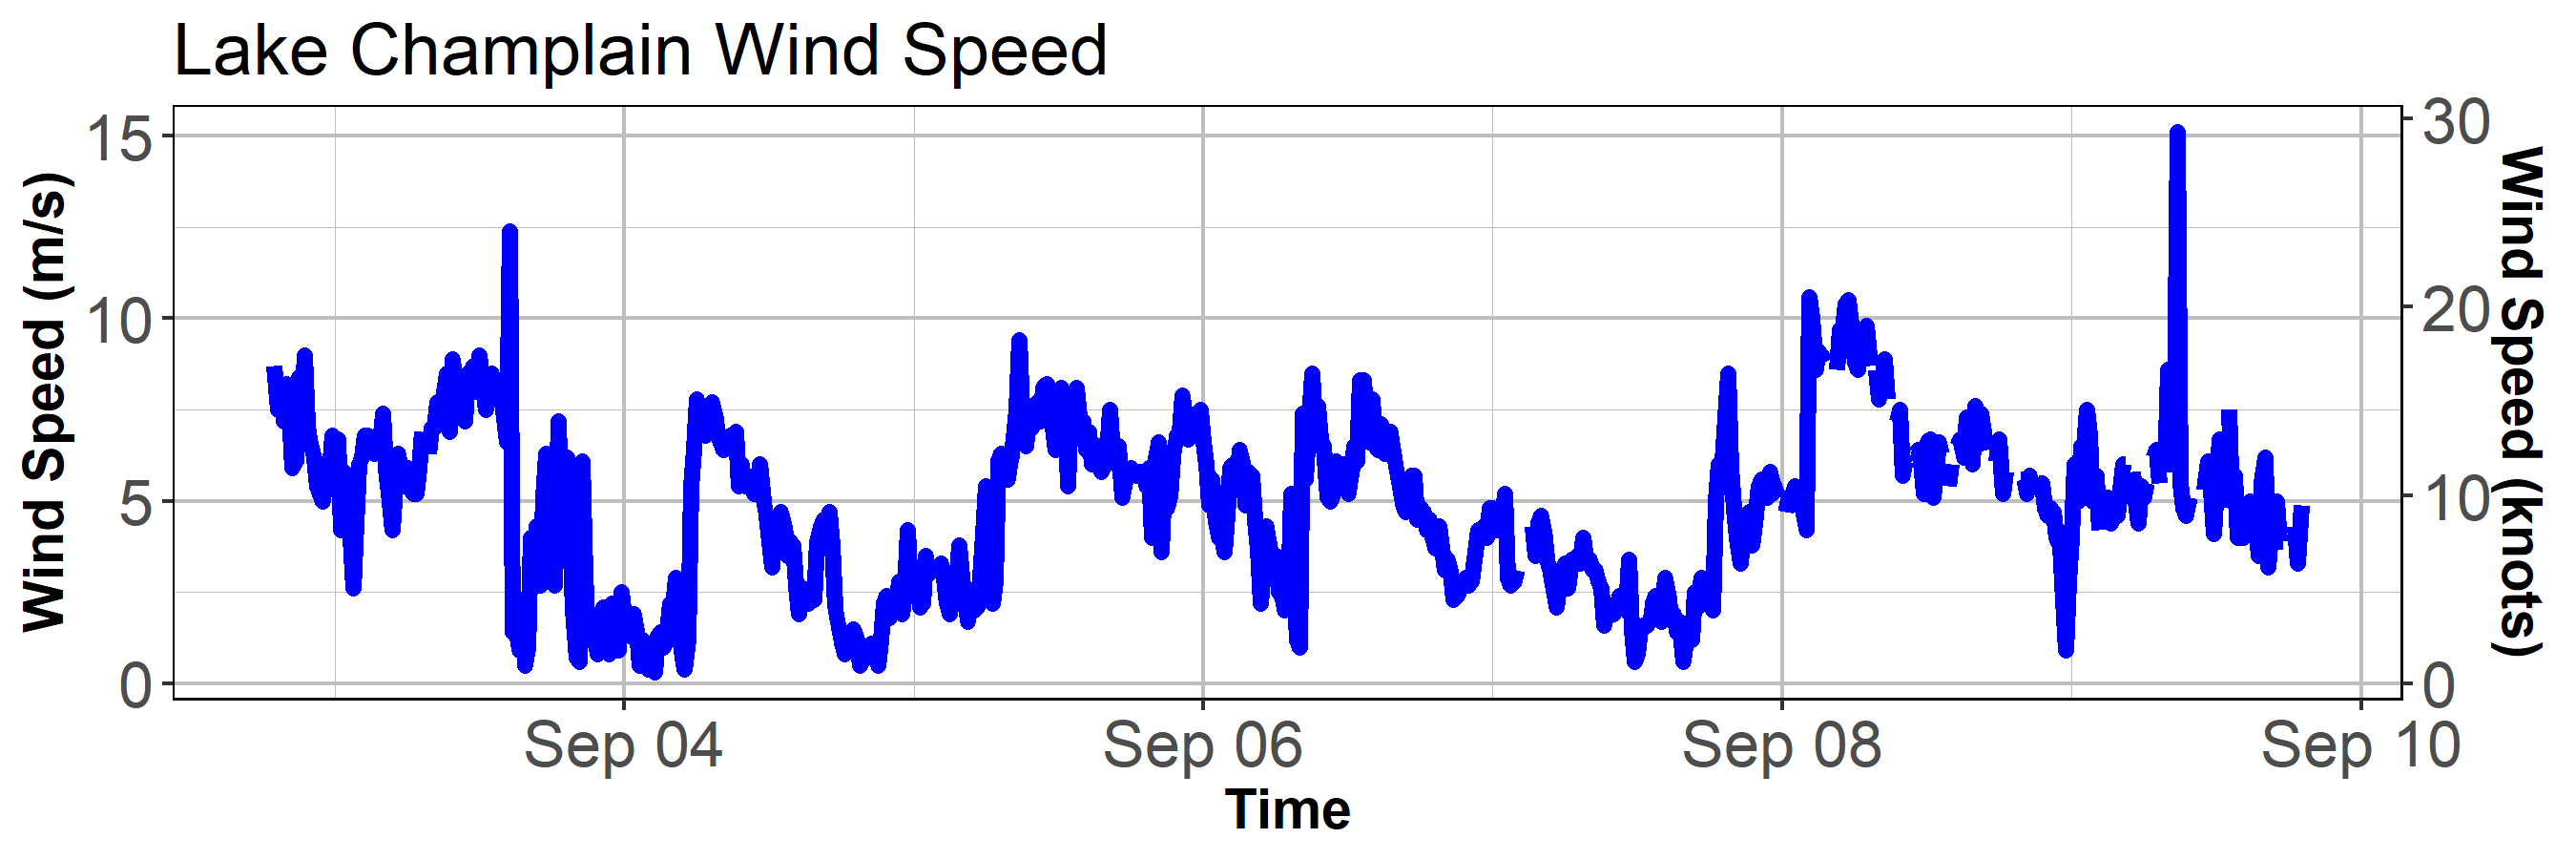 Lake Champlain Wind Speed
Wind Speed (m/s)
15
10
5
0
30
20
10
0
Wind Speed (knots)
Sep 04
Sep 06
Sep 08
Sep 10
Time